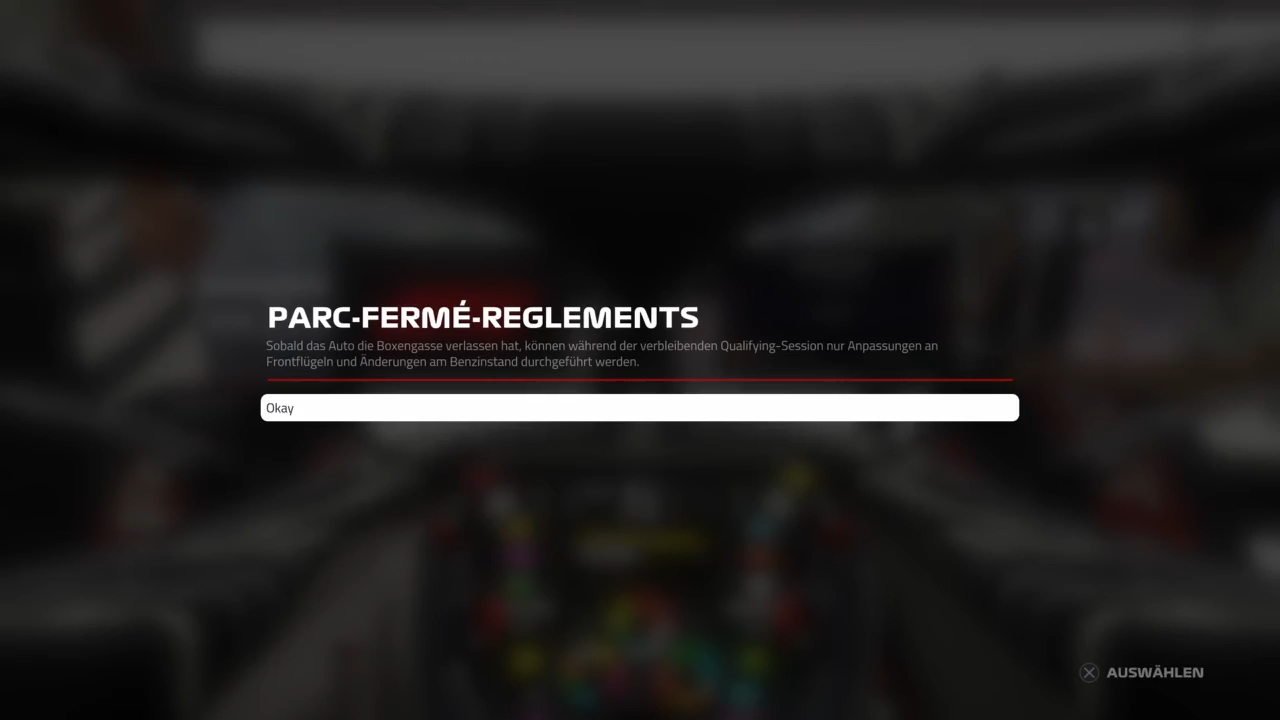 PARC-FERMÉ-REGLEMENTS
Sobald das Auto die Boxengasse verlassen hat, können während der verbleibenden Qualifying-Session nur Anpassungen an
Frontflügeln und Änderungen am Benzinstand durchgeführt werden.
Okay
AUSWÄHLEN